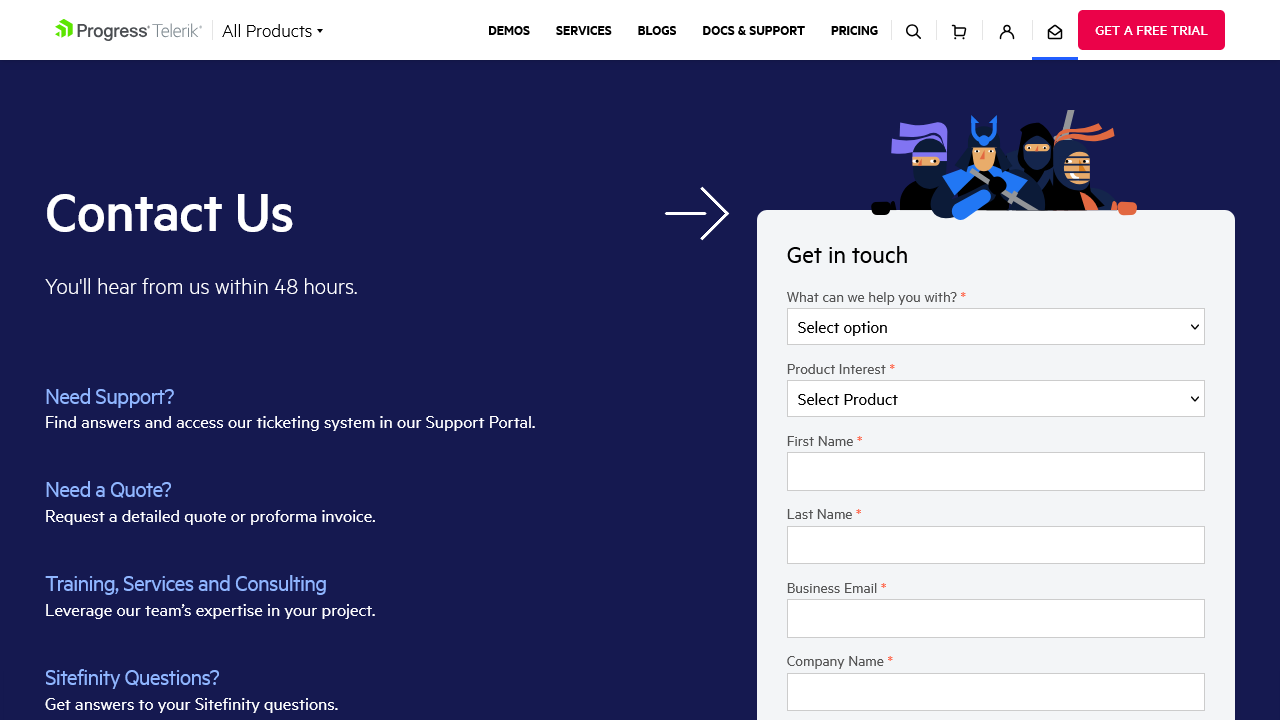 Progress Telerik
All Products
DEMOS
SERVICES
BLOGS
DOCS & SUPPORT
PRICING
GET A FREE TRIAL
Contact Us
You'll hear from us within 48 hours.
Need Support?
Find answers and access our ticketing system in our Support Portal.
Need a Quote?
Request a detailed quote or proforma invoice.
Training, Services and Consulting
Leverage our team’s expertise in your project.
Sitefinity Questions?
Get answers to your Sitefinity questions.
Get in touch
What can we help you with? *
Select option
Product Interest *
Select Product
First Name *
Last Name *
Business Email *
Company Name *